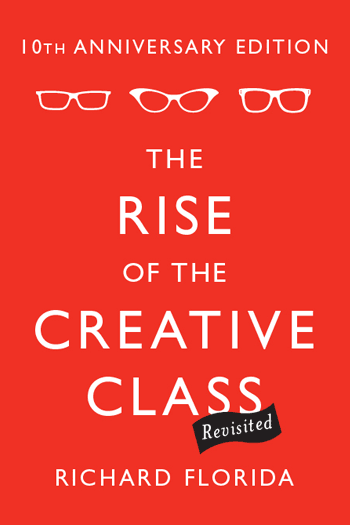 10TH ANNIVERSARY EDITION
THE
RISE
OF THE
CREATIVE
CLASS
Revisited
RICHARD FLORIDA